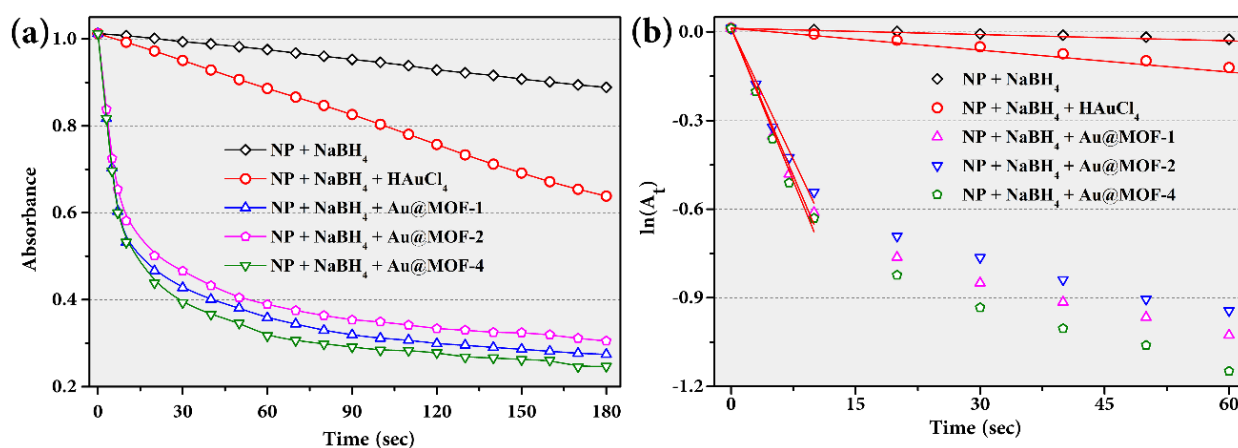 (a)
Absorbance
1.0
0.8
0.6
0.4
0.2
NP + NaBH₄
NP + NaBH₄ + HAuCl₄
NP + NaBH₄ + Au@MOF-1
NP + NaBH₄ + Au@MOF-2
NP + NaBH₄ + Au@MOF-4
0 30 60 90 120 150 180
Time (sec)
(b)
ln(Aₜ)
0.0
-0.3
-0.6
-0.9
-1.2
NP + NaBH₄
NP + NaBH₄ + HAuCl₄
NP + NaBH₄ + Au@MOF-1
NP + NaBH₄ + Au@MOF-2
NP + NaBH₄ + Au@MOF-4
0 15 30 45 60
Time (sec)